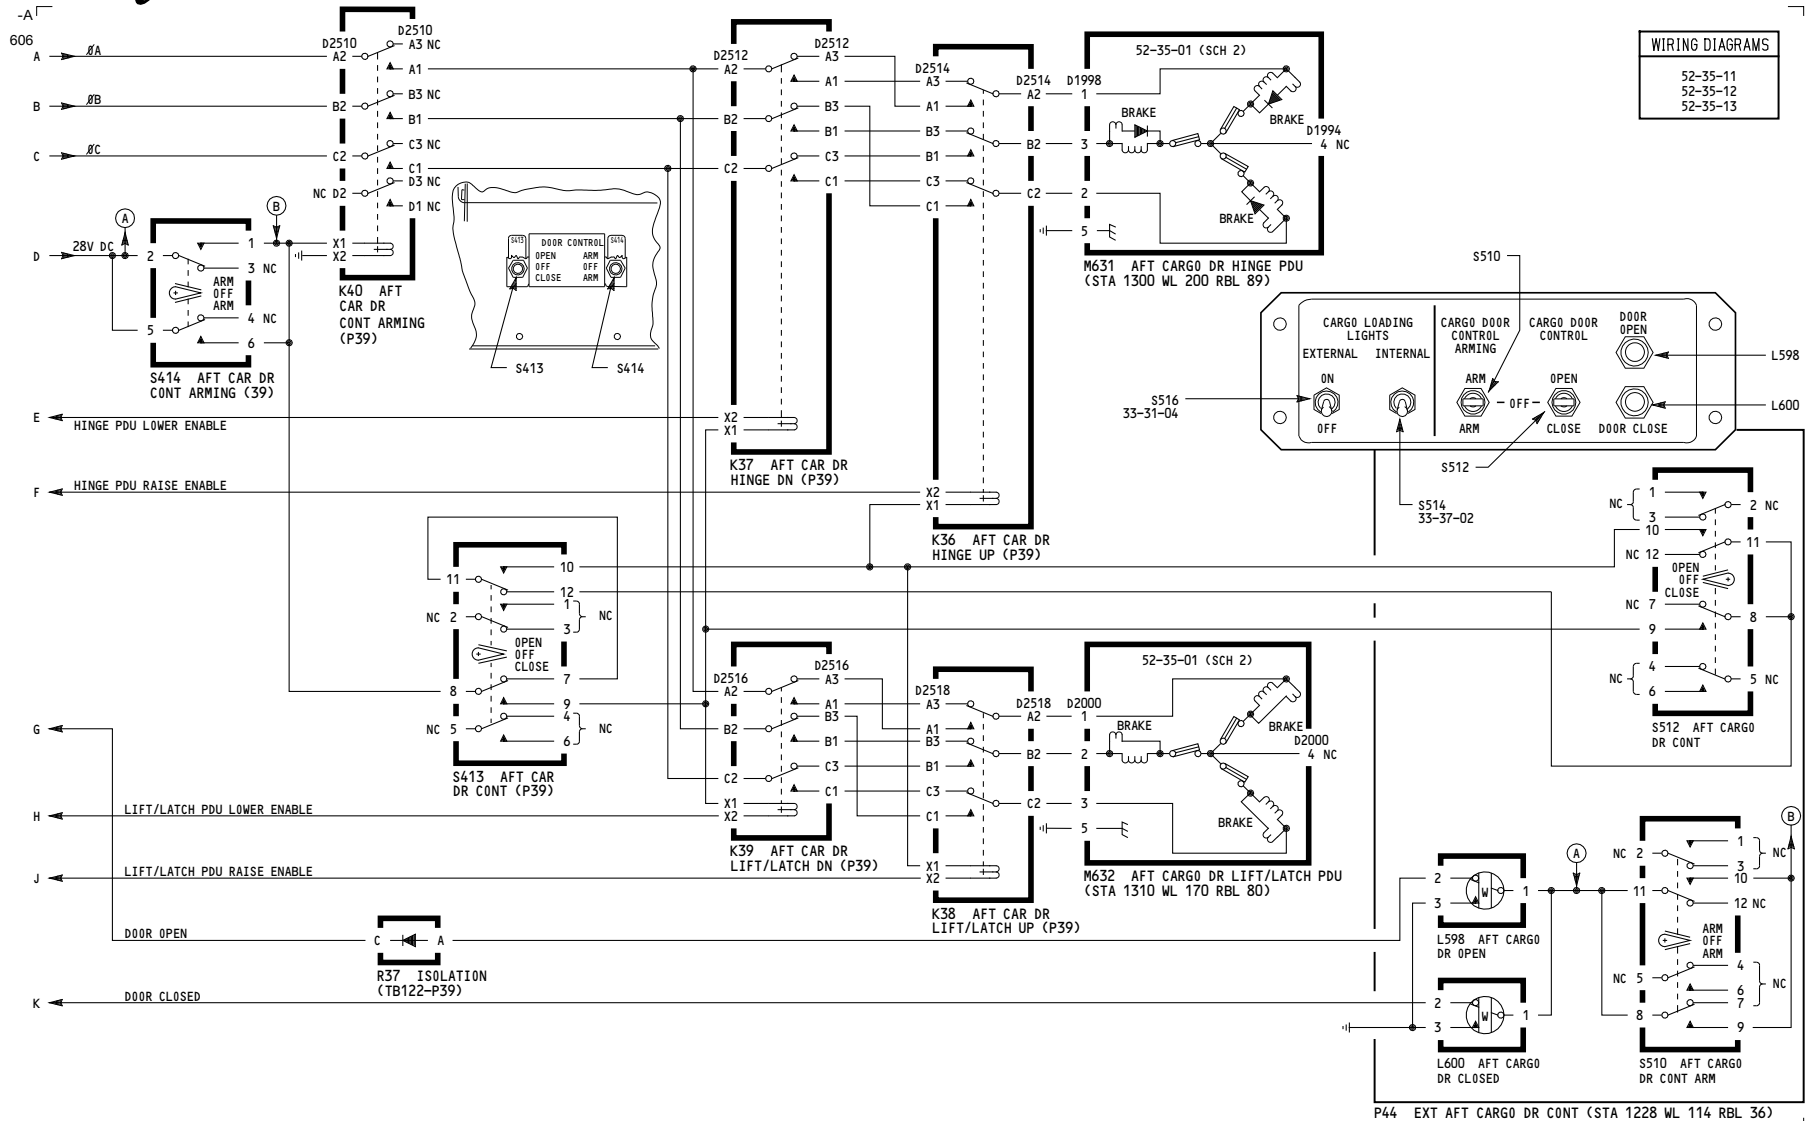 -A
606
A ØA
B ØB
C ØC
D 28V DC
E HINGE PDU LOWER ENABLE
F HINGE PDU RAISE ENABLE
G DOOR OPEN
H LIFT/LATCH PDU LOWER ENABLE
J LIFT/LATCH PDU RAISE ENABLE
K DOOR CLOSED
A
B
2 1
3 NC
ARM
OFF
ARM
5 4 NC
6
S414 AFT CAR DR
CONT ARMING (39)
D2510 D2510
A2 A3 NC
A1
B2 B3 NC
B1
C2 C3 NC
C1
NC D2 D3 NC
D1 NC
X1
X2
K40 AFT
CAR DR
CONT ARMING
(P39)
S413 DOOR CONTROL S414
OPEN ARM
OFF OFF
CLOSE ARM
S413 S414
D2512 D2512
A2 A3
A1
B2 B3
B1
C2 C3
C1
X2
X1
K37 AFT CAR DR
HINGE DN (P39)
D2514 D2514
A3 A2
A1
B3 B2
B1
C3 C2
C1
X2
X1
K36 AFT CAR DR
HINGE UP (P39)
52-35-01 (SCH 2)
D1998
1
3
2
5
BRAKE
BRAKE
BRAKE
D1994
4 NC
M631 AFT CARGO DR HINGE PDU
(STA 1300 WL 200 RBL 89)
WIRING DIAGRAMS
52-35-11
52-35-12
52-35-13
S510
CARGO LOADING
LIGHTS
EXTERNAL INTERNAL
ON
OFF
CARGO DOOR
CONTROL
ARMING
ARM
OFF
ARM
CARGO DOOR
CONTROL
OPEN
CLOSE
DOOR
OPEN
DOOR CLOSE
L598
L600
S516
33-31-04
S512
S514
33-37-02
NC 1 2 NC
3
10 11
NC 12
OPEN
OFF
CLOSE
NC 7 8
9
NC 4 5 NC
6
S512 AFT CARGO
DR CONT
11 10
12
NC 2 1 NC
3
OPEN
OFF
CLOSE
8 7
9
NC 5 4 NC
6
S413 AFT CAR
DR CONT (P39)
D2516 D2516
A2 A3
A1
B2 B3
B1
C2 C3
C1
X1
X2
K39 AFT CAR DR
LIFT/LATCH DN (P39)
D2518 D2518
A3 A2
A1
B3 B2
B1
C3 C2
C1
X1
X2
K38 AFT CAR DR
LIFT/LATCH UP (P39)
52-35-01 (SCH 2)
D2000
1
2
3
5
BRAKE
BRAKE
BRAKE
D2000
4 NC
M632 AFT CARGO DR LIFT/LATCH PDU
(STA 1310 WL 170 RBL 80)
C A
R37 ISOLATION
(TB122-P39)
2 W 1
3
L598 AFT CARGO
DR OPEN
2 W 1
3
L600 AFT CARGO
DR CLOSED
A
B
NC 2 1 NC
3
11 10
12 NC
ARM
OFF
ARM
NC 5 4 NC
6
8 7
9
S510 AFT CARGO
DR CONT ARM
P44 EXT AFT CARGO DR CONT (STA 1228 WL 114 RBL 36)